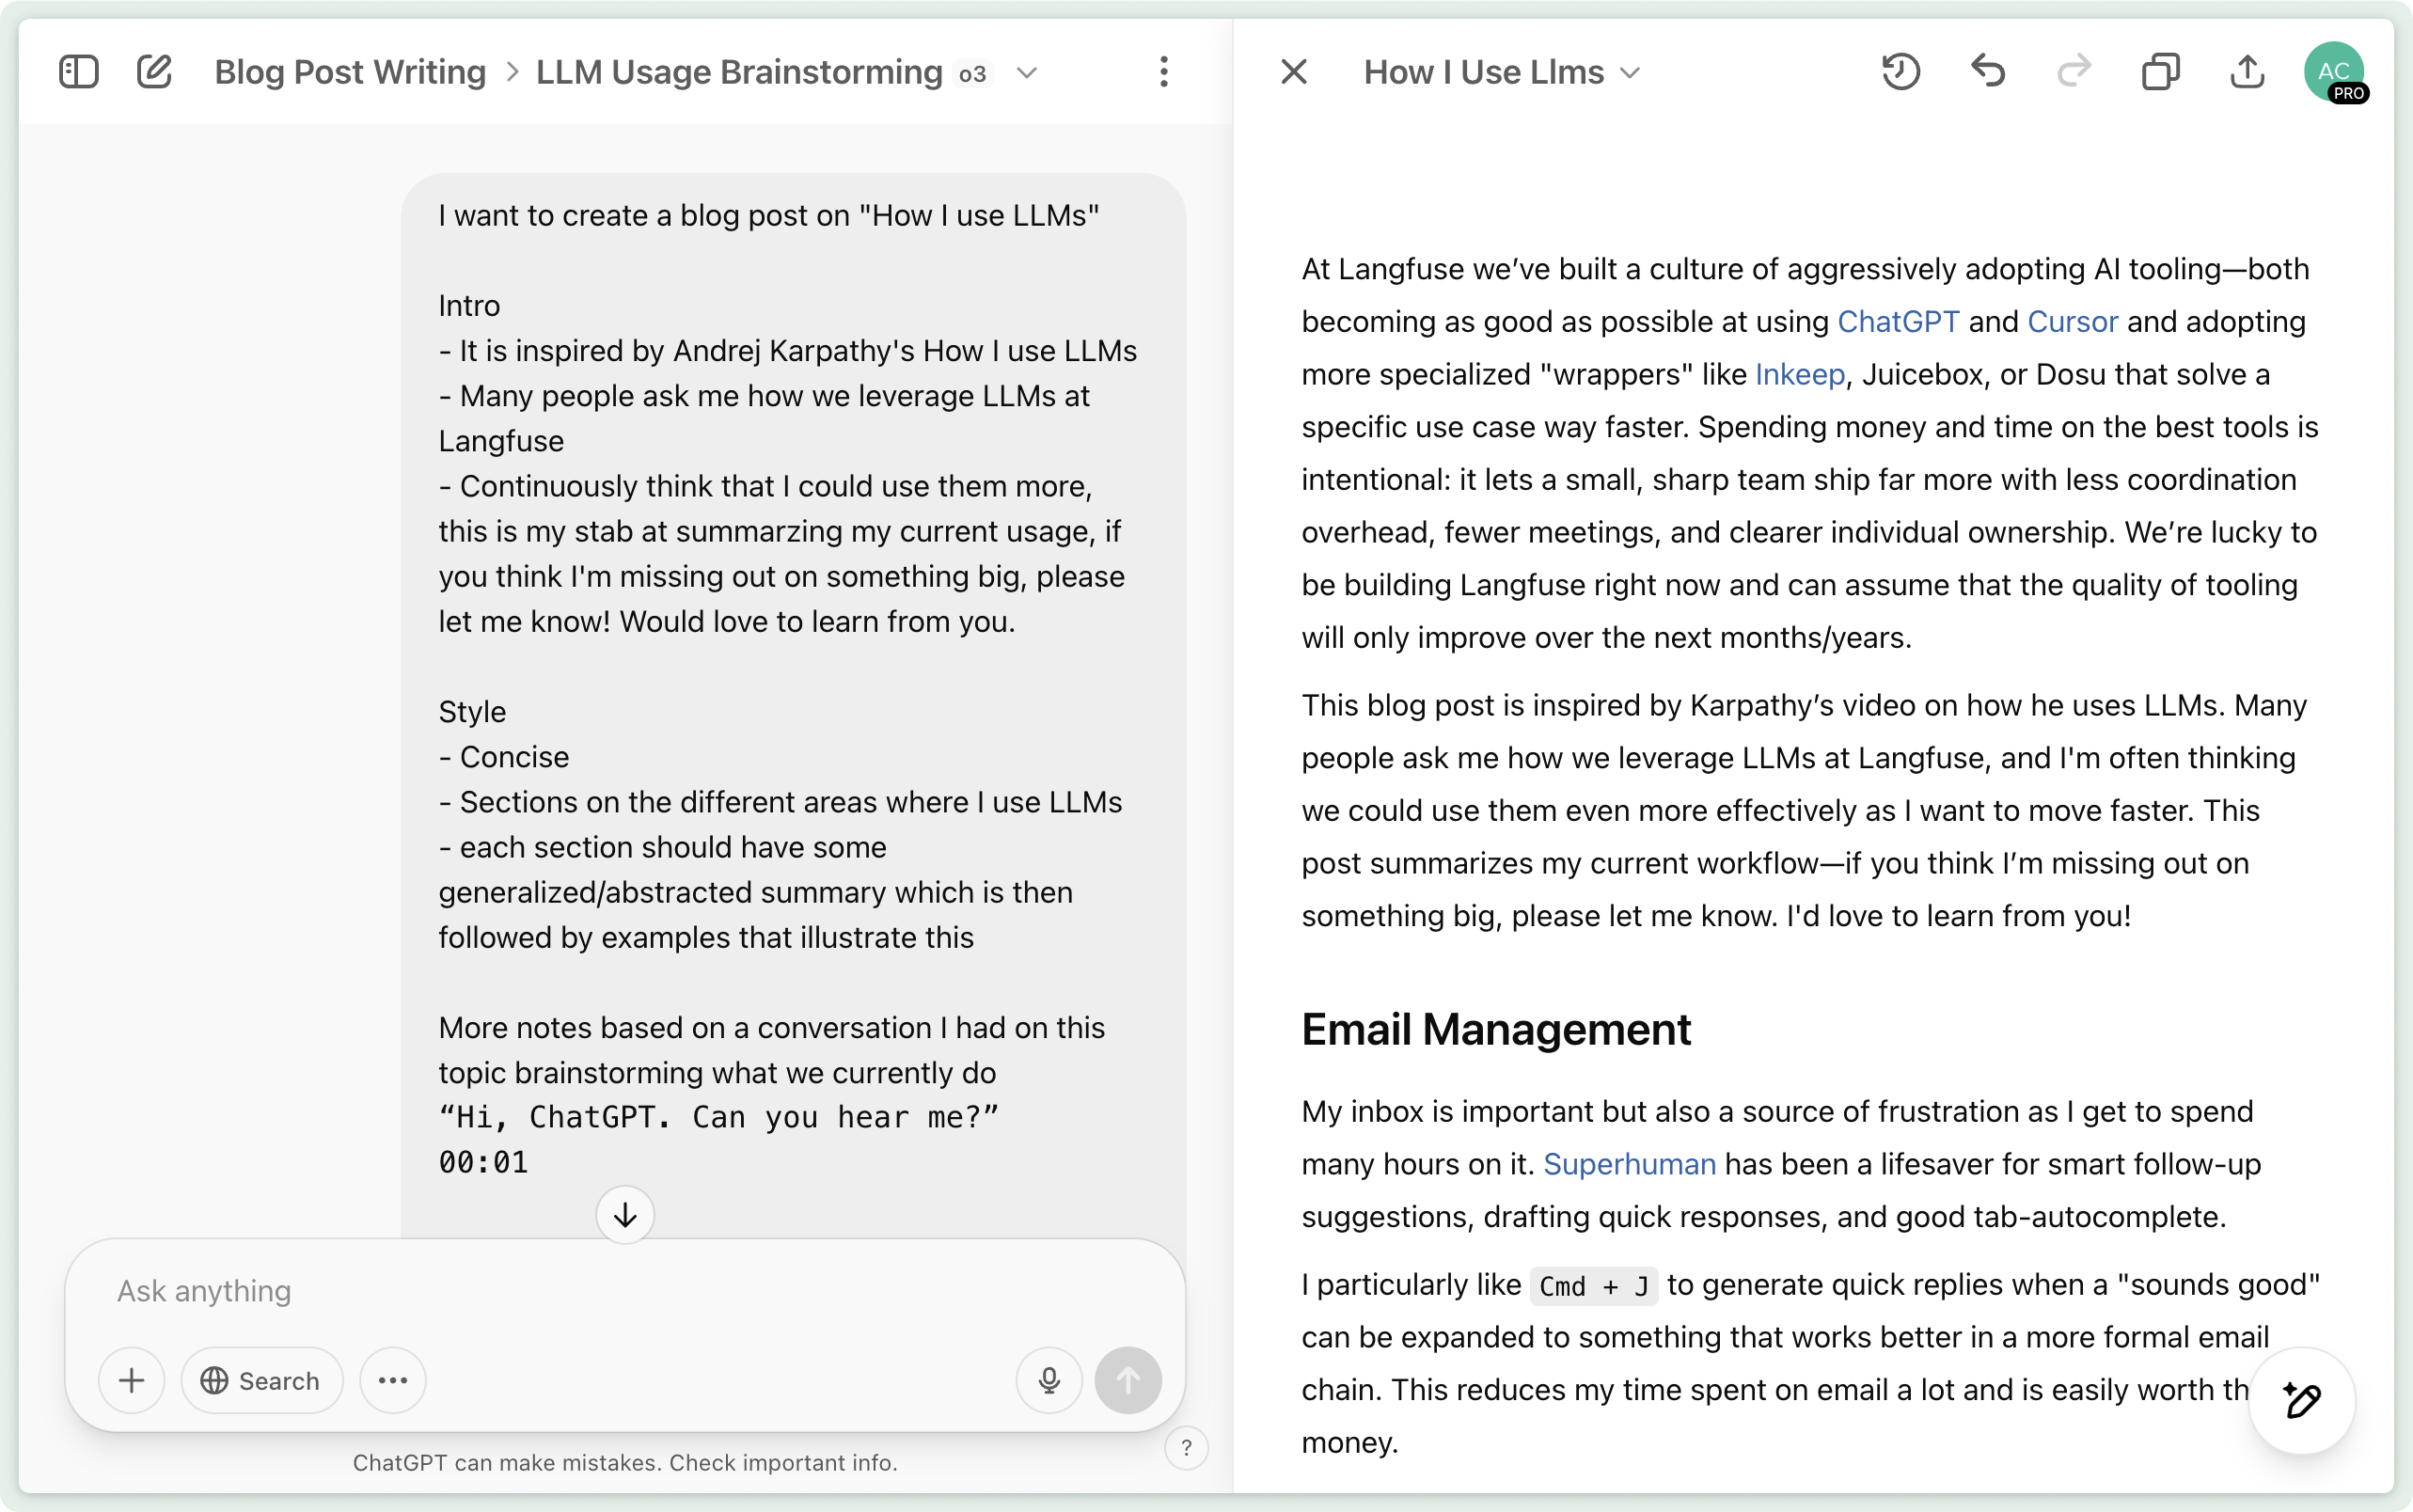 Blog Post Writing > LLM Usage Brainstorming o3
I want to create a blog post on "How I use LLMs"
Intro
- It is inspired by Andrej Karpathy's How I use LLMs
- Many people ask me how we leverage LLMs at
Langfuse
- Continuously think that I could use them more,
this is my stab at summarzing my current usage, if
you think I'm missing out on something big, please
let me know! Would love to learn from you.
Style
- Concise
- Sections on the different areas where I use LLMs
- each section should have some
generalized/abstracted summary which is then
followed by examples that illustrate this
More notes based on a conversation I had on this
topic brainstorming what we currently do
“Hi, ChatGPT. Can you hear me?”
00:01
Ask anything
Search
ChatGPT can make mistakes. Check important info.
?
How I Use Llms
AC
PRO
At Langfuse we’ve built a culture of aggressively adopting AI tooling—both
becoming as good as possible at using ChatGPT and Cursor and adopting
more specialized "wrappers" like Inkeep, Juicebox, or Dosu that solve a
specific use case way faster. Spending money and time on the best tools is
intentional: it lets a small, sharp team ship far more with less coordination
overhead, fewer meetings, and clearer individual ownership. We’re lucky to
be building Langfuse right now and can assume that the quality of tooling
will only improve over the next months/years.
This blog post is inspired by Karpathy’s video on how he uses LLMs. Many
people ask me how we leverage LLMs at Langfuse, and I'm often thinking
we could use them even more effectively as I want to move faster. This
post summarizes my current workflow—if you think I’m missing out on
something big, please let me know. I'd love to learn from you!
Email Management
My inbox is important but also a source of frustration as I get to spend
many hours on it. Superhuman has been a lifesaver for smart follow-up
suggestions, drafting quick responses, and good tab-autocomplete.
I particularly like Cmd + J to generate quick replies when a "sounds good"
can be expanded to something that works better in a more formal email
chain. This reduces my time spent on email a lot and is easily worth th
money.